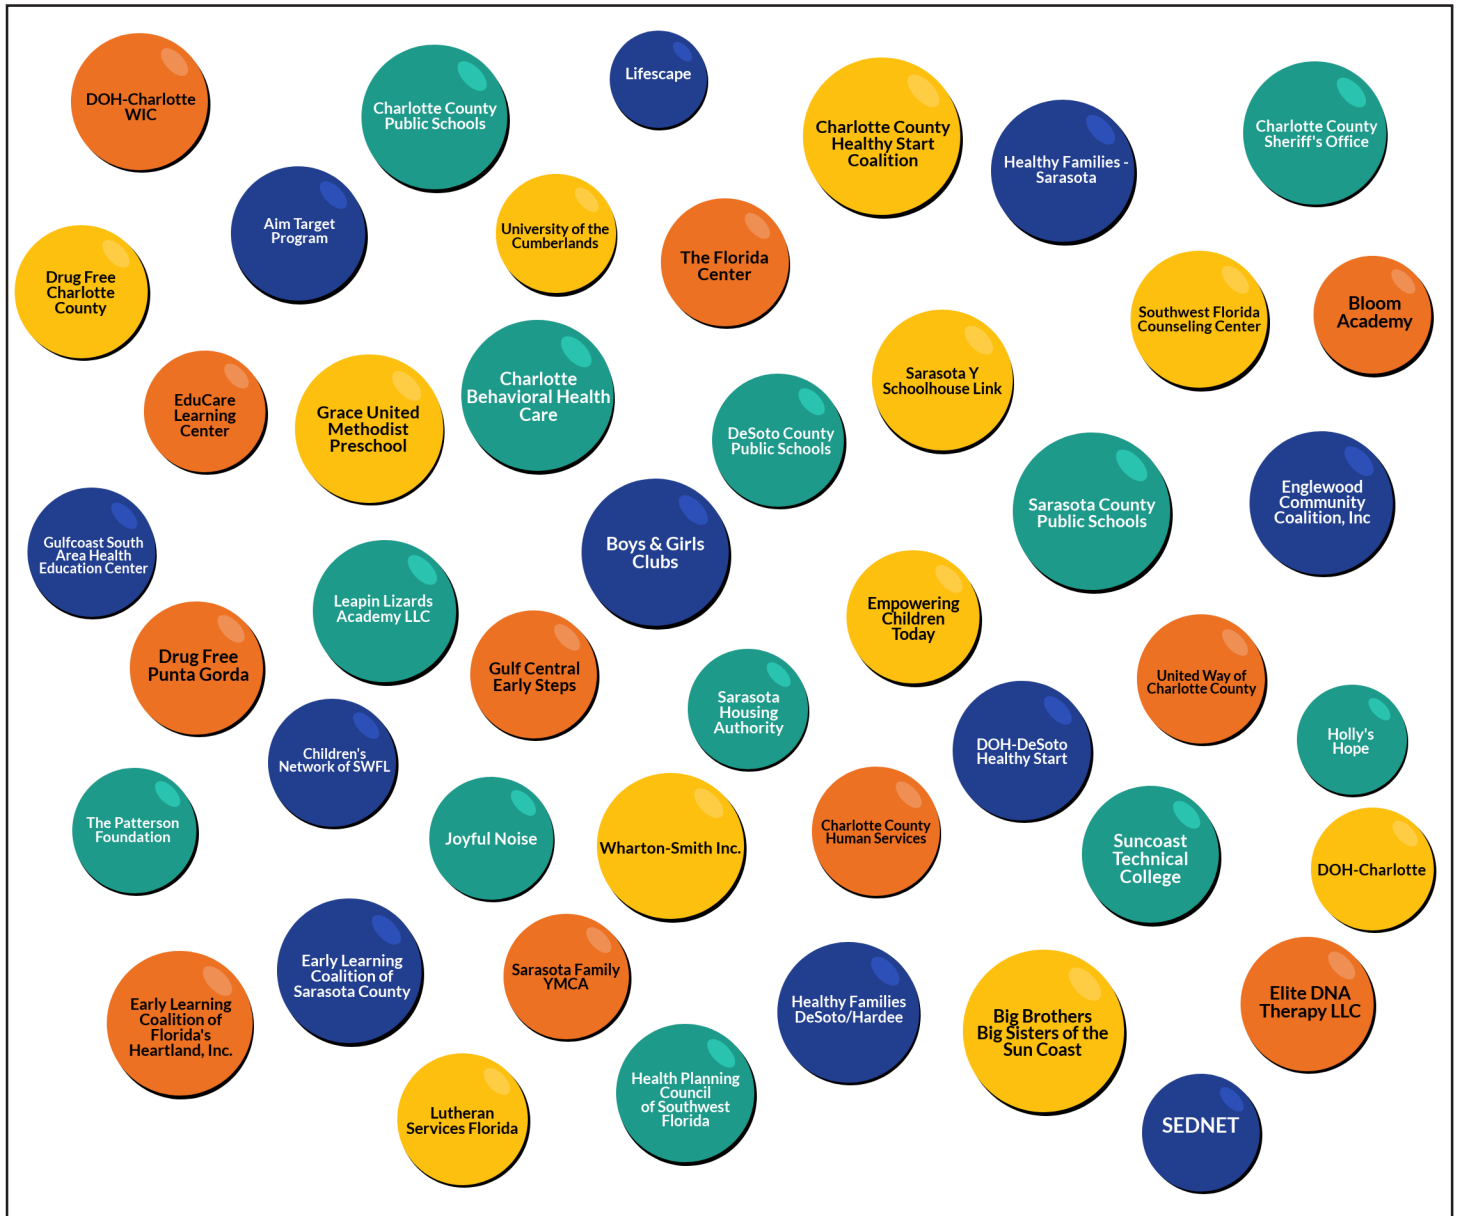 DOH-Charlotte
WIC
Charlotte County
Public Schools
Lifescape
Charlotte County
Healthy Start
Coalition
Healthy Families -
Sarasota
Charlotte County
Sheriff's Office
Aim Target
Program
University of the
Cumberlands
The Florida
Center
Drug Free
Charlotte
County
Southwest Florida
Counseling Center
Bloom
Academy
EduCare
Learning
Center
Grace United
Methodist
Preschool
Charlotte
Behavioral Health
Care
Sarasota Y
Schoolhouse Link
DeSoto County
Public Schools
Sarasota County
Public Schools
Englewood
Community
Coalition, Inc
Gulfcoast South
Area Health
Education Center
Boys & Girls
Clubs
Leapin Lizards
Academy LLC
Empowering
Children
Today
Drug Free
Punta Gorda
Gulf Central
Early Steps
United Way of
Charlotte County
Sarasota
Housing
Authority
Holly's
Hope
Children's
Network of SWFL
DOH-DeSoto
Healthy Start
The Patterson
Foundation
Joyful Noise
Wharton-Smith Inc.
Charlotte County
Human Services
Suncoast
Technical
College
DOH-Charlotte
Early Learning
Coalition of
Sarasota County
Sarasota Family
YMCA
Early Learning
Coalition of
Florida's
Heartland, Inc.
Healthy Families
DeSoto/Hardee
Big Brothers
Big Sisters of the
Sun Coast
Elite DNA
Therapy LLC
Lutheran
Services Florida
Health Planning
Council
of Southwest
Florida
SEDNET